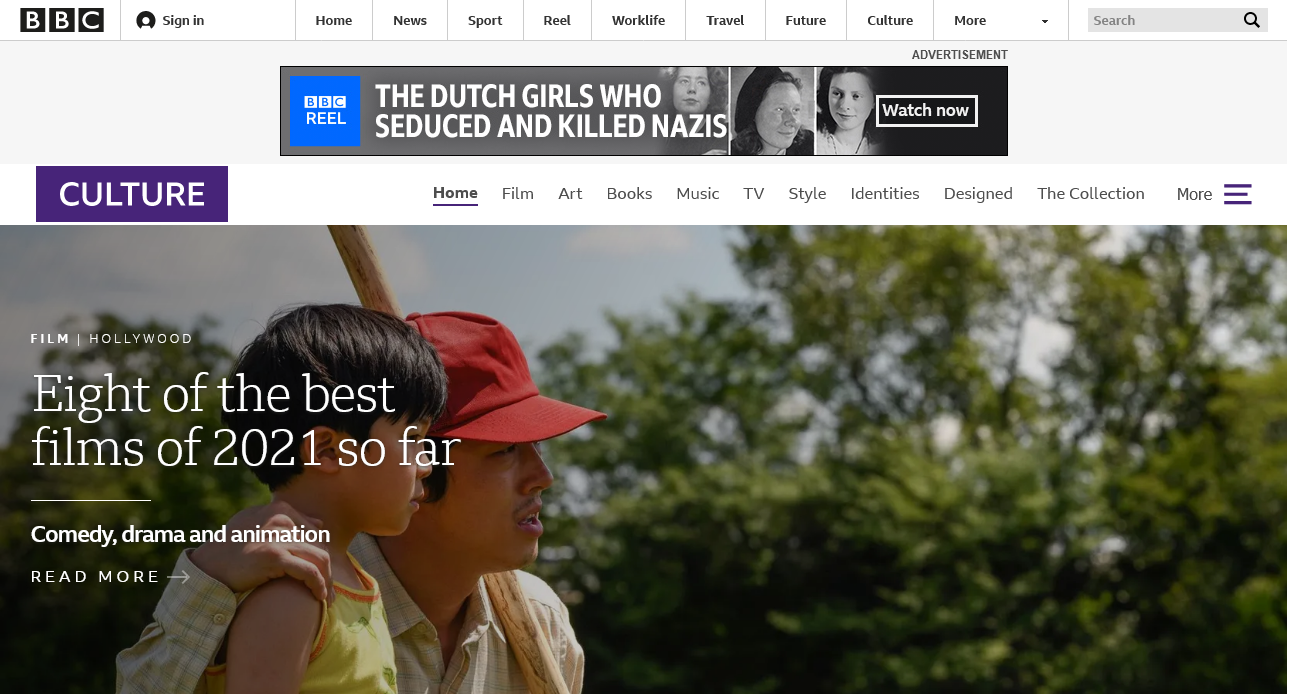 BBC
Sign in
Home
News
Sport
Reel
Worklife
Travel
Future
Culture
More
Search
ADVERTISEMENT
BBC
REEL
THE DUTCH GIRLS WHO
SEDUCED AND KILLED NAZIS
Watch now
CULTURE
Home
Film
Art
Books
Music
TV
Style
Identities
Designed
The Collection
More
FILM | HOLLYWOOD
Eight of the best
films of 2021 so far
Comedy, drama and animation
READ MORE